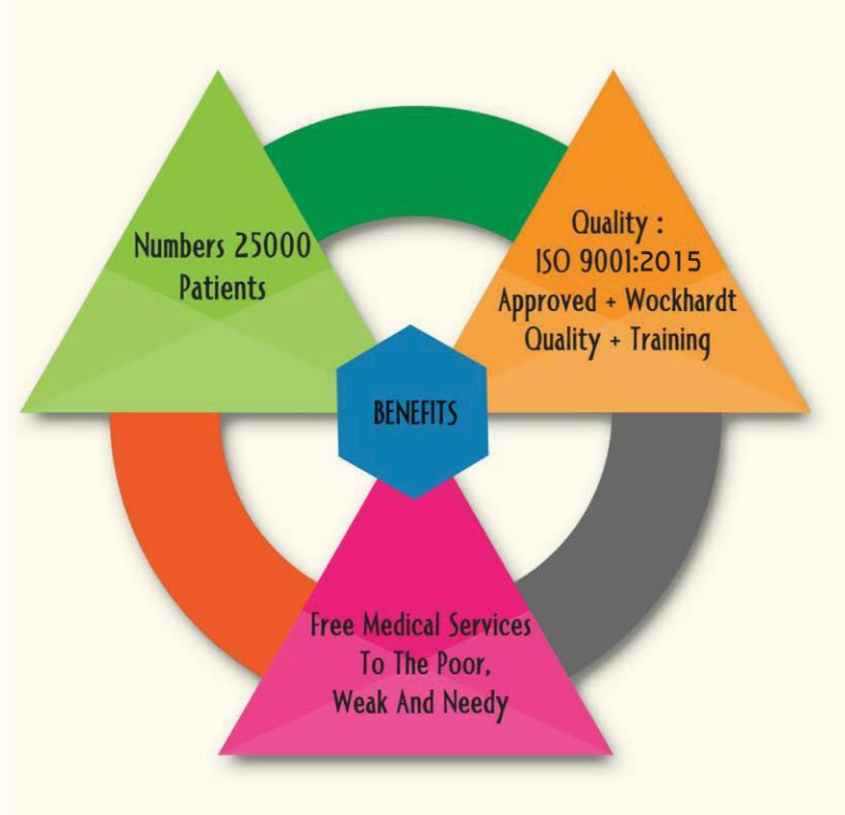 Numbers 25000
Patients
Quality :
ISO 9001:2015
Approved + Wockhardt
Quality + Training
BENEFITS
Free Medical Services
To The Poor,
Weak And Needy